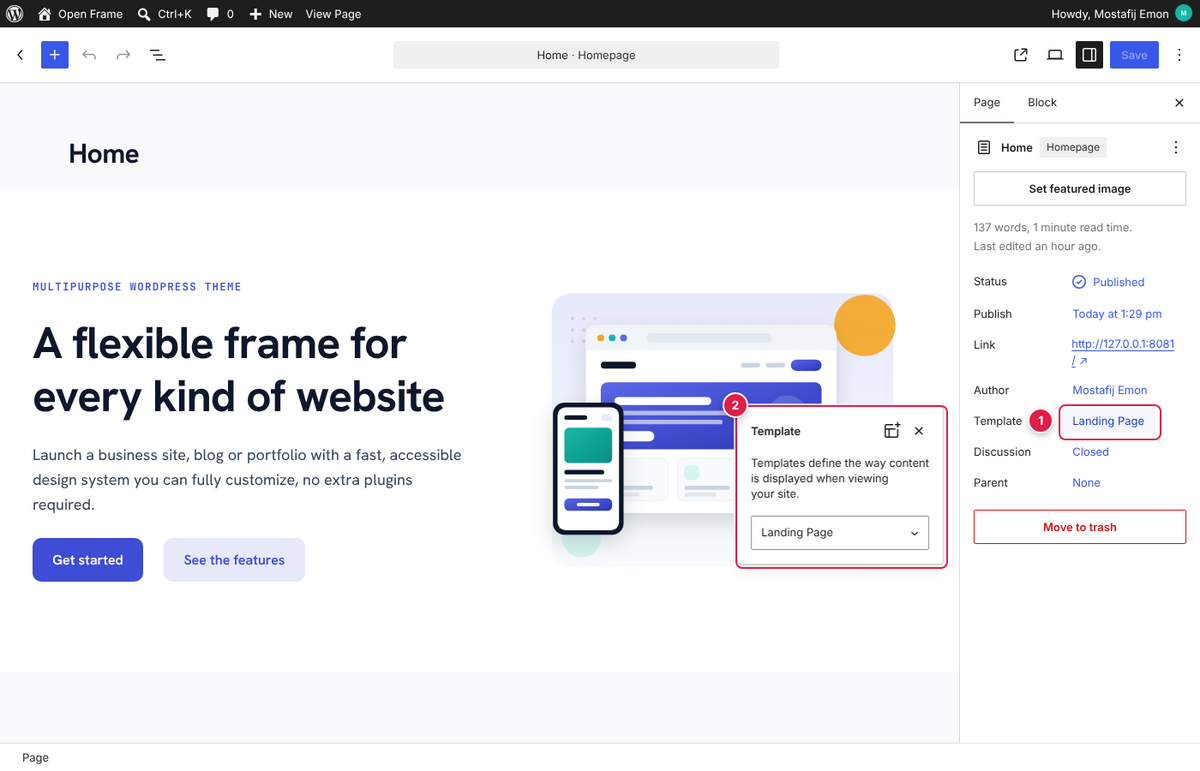 Open Frame Ctrl+K 0 New View Page Howdy, Mostafij Emon M
Home · Homepage Save
Page Block
Home Homepage
Set featured image
137 words, 1 minute read time.
Last edited an hour ago.
Status Published
Publish Today at 1:29 pm
Link http://127.0.0.1:8081
/ ↗
Author Mostafij Emon
Template 1 Landing Page
Discussion Closed
Parent None
Move to trash
Home
MULTIPURPOSE WORDPRESS THEME
A flexible frame for
every kind of website
Launch a business site, blog or portfolio with a fast, accessible
design system you can fully customize, no extra plugins
required.
Get started See the features
2
Template
Templates define the way content
is displayed when viewing
your site.
Landing Page
Page